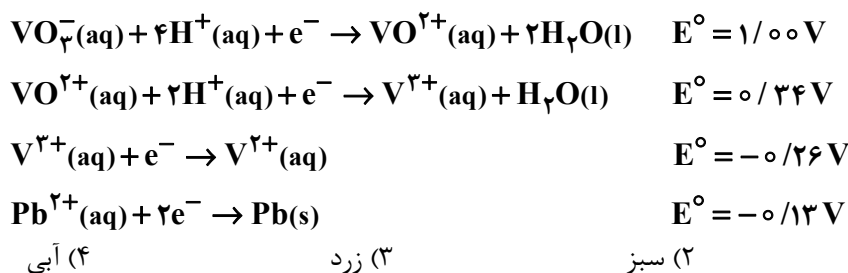 VO₃⁻(aq) + ۴H⁺(aq) + e⁻ → VO²⁺(aq) + ۲H₂O(l) E° = ۱/۰۰ V
VO²⁺(aq) + ۲H⁺(aq) + e⁻ → V³⁺(aq) + H₂O(l) E° = ۰/۳۴ V
V³⁺(aq) + e⁻ → V²⁺(aq) E° = −۰/۲۶ V
Pb²⁺(aq) + ۲e⁻ → Pb(s) E° = −۰/۱۳ V
۲) سبز ۳) زرد ۴) آبی